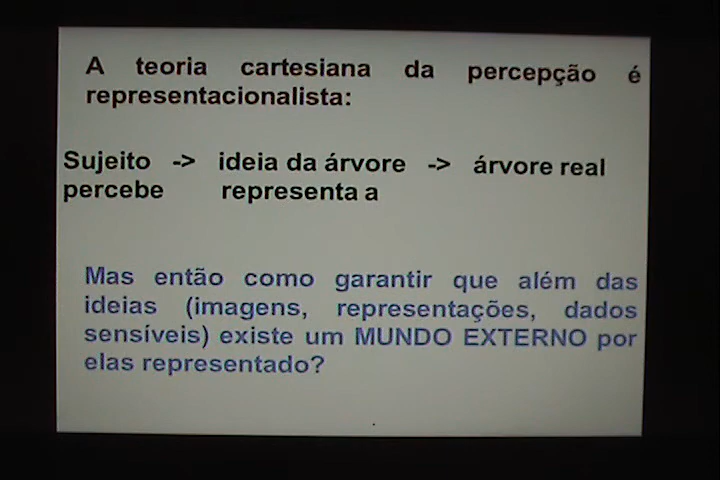 A teoria cartesiana da percepção é
representacionalista:
Sujeito -> ideia da árvore -> árvore real
percebe representa a
Mas então como garantir que além das
ideias (imagens, representações, dados
sensíveis) existe um MUNDO EXTERNO por
elas representado?